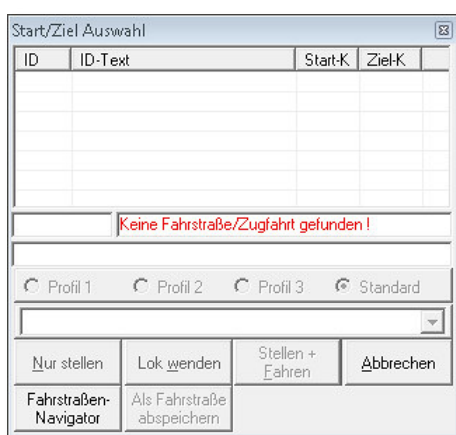 Start/Ziel Auswahl
ID ID-Text Start-K Ziel-K
Keine Fahrstraße/Zugfahrt gefunden !
Profil 1 Profil 2 Profil 3 Standard
Nur stellen Lok wenden Stellen + Fahren Abbrechen
Fahrstraßen-Navigator Als Fahrstraße abspeichern